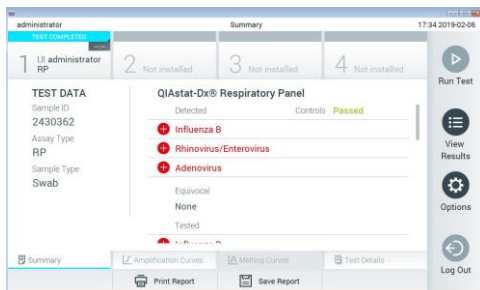 administrator Summary 17:34 2019-02-06
TEST COMPLETED
1 UI administrator RP
2 Not installed
3 Not installed
4 Not installed
Run Test
TEST DATA
Sample ID
2430362
Assay Type
RP
Sample Type
Swab
QIAstat-Dx® Respiratory Panel
Detected Controls Passed
Influenza B
Rhinovirus/Enterovirus
Adenovirus
Equivocal
None
Tested
View
Results
Options
Log Out
Summary
Amplification Curves
Melting Curves
Test Details
Print Report
Save Report